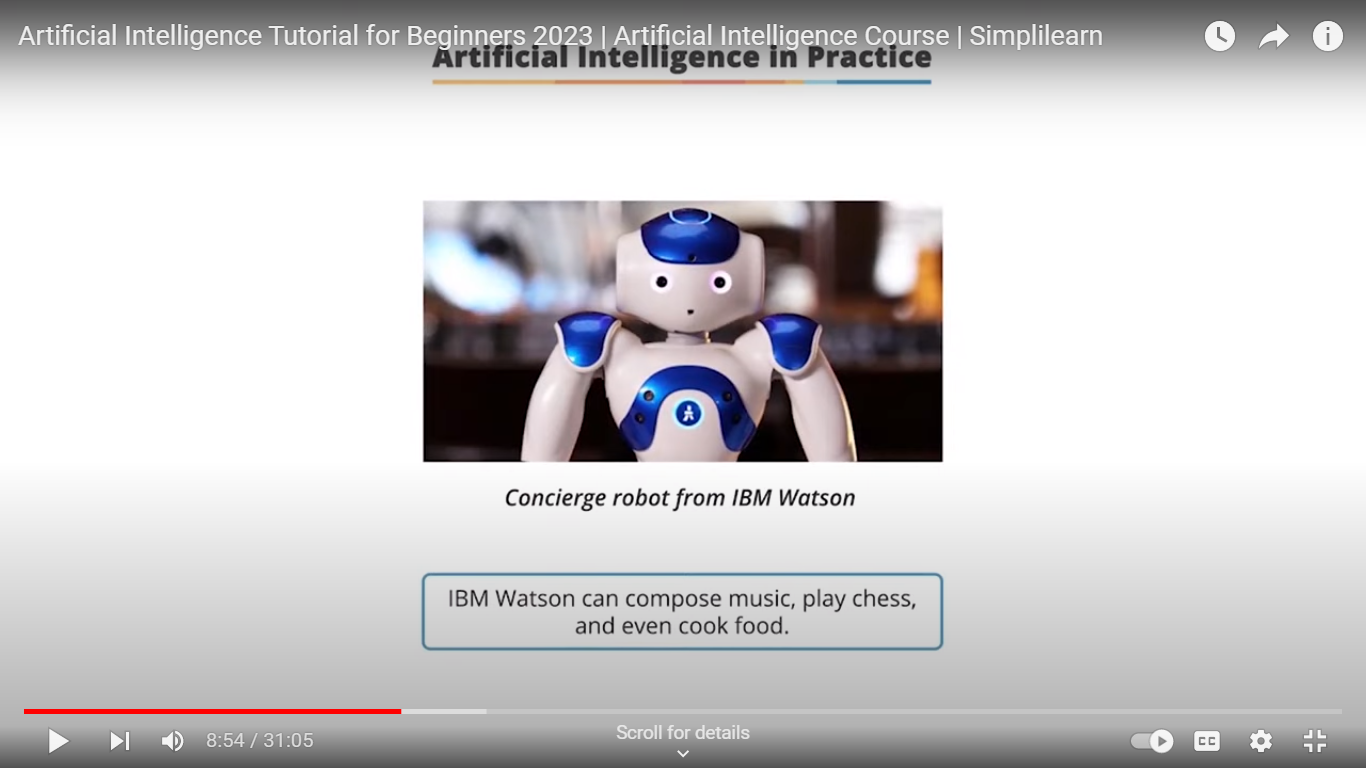 Artificial Intelligence Tutorial for Beginners 2023 | Artificial Intelligence Course | Simplilearn
Artificial Intelligence in Practice
Concierge robot from IBM Watson
IBM Watson can compose music, play chess,
and even cook food.
8:54 / 31:05
Scroll for details
CC